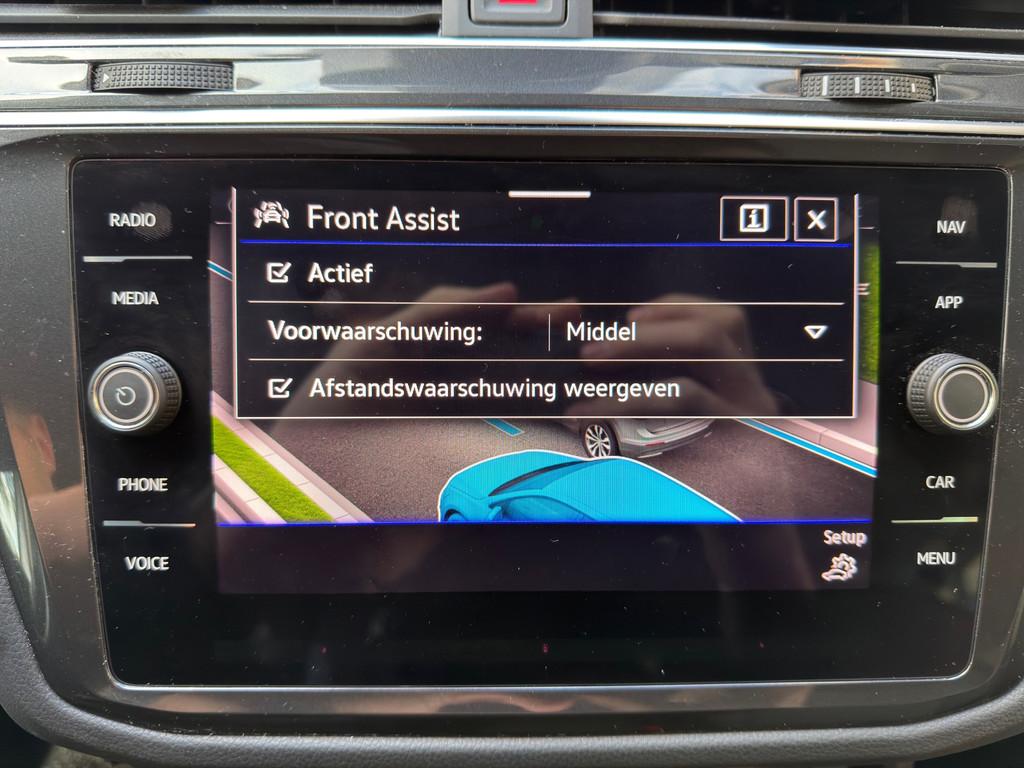 RADIO
MEDIA
PHONE
VOICE
Front Assist
Actief
Voorwaarschuwing: Middel
Afstandswaarschuwing weergeven
Setup
NAV
APP
CAR
MENU